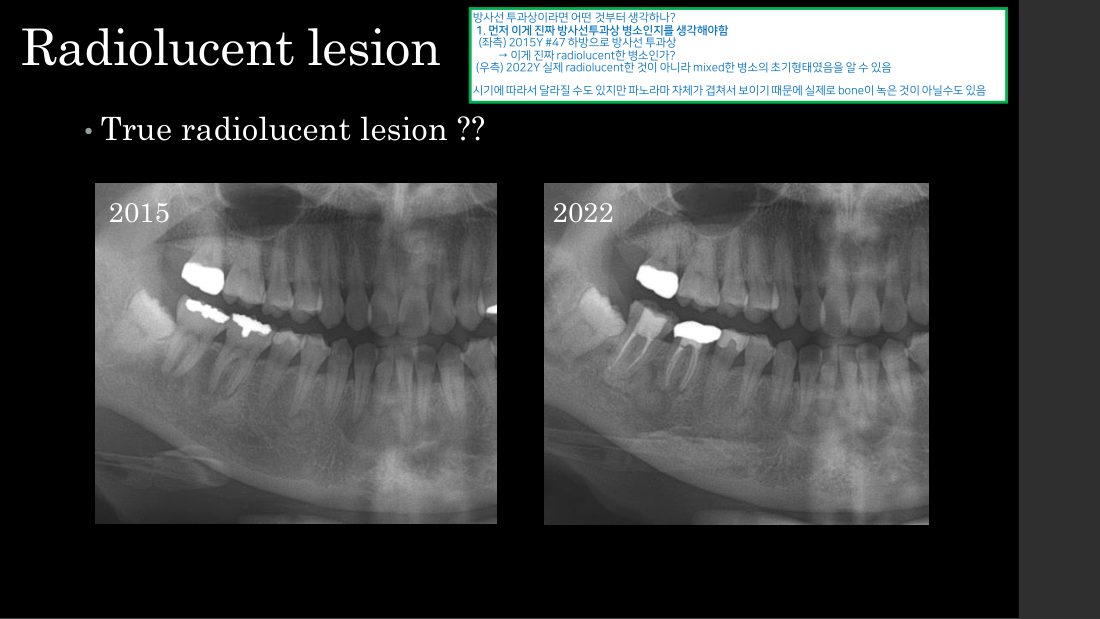 Radiolucent lesion
방사선 투과상이라면 어떤 것부터 생각하나?
1. 먼저 이게 진짜 방사선투과상 병소인지를 생각해야함
(좌측) 2015Y #47 하방으로 방사선 투과상
→ 이게 진짜 radiolucent한 병소인가?
(우측) 2022Y 실제 radiolucent한 것이 아니라 mixed한 병소의 초기형태였음을 알 수 있음
시기에 따라서 달라질 수도 있지만 파노라마 자체가 겹쳐서 보이기 때문에 실제로 bone이 녹은 것이 아닐수도 있음
• True radiolucent lesion ??
2015
2022